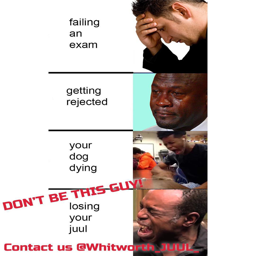 failing
an
exam
getting
rejected
your
dog
dying
DON'T BE THIS GUY!
losing
your
juul
Contact us @Whitworth_JUUL